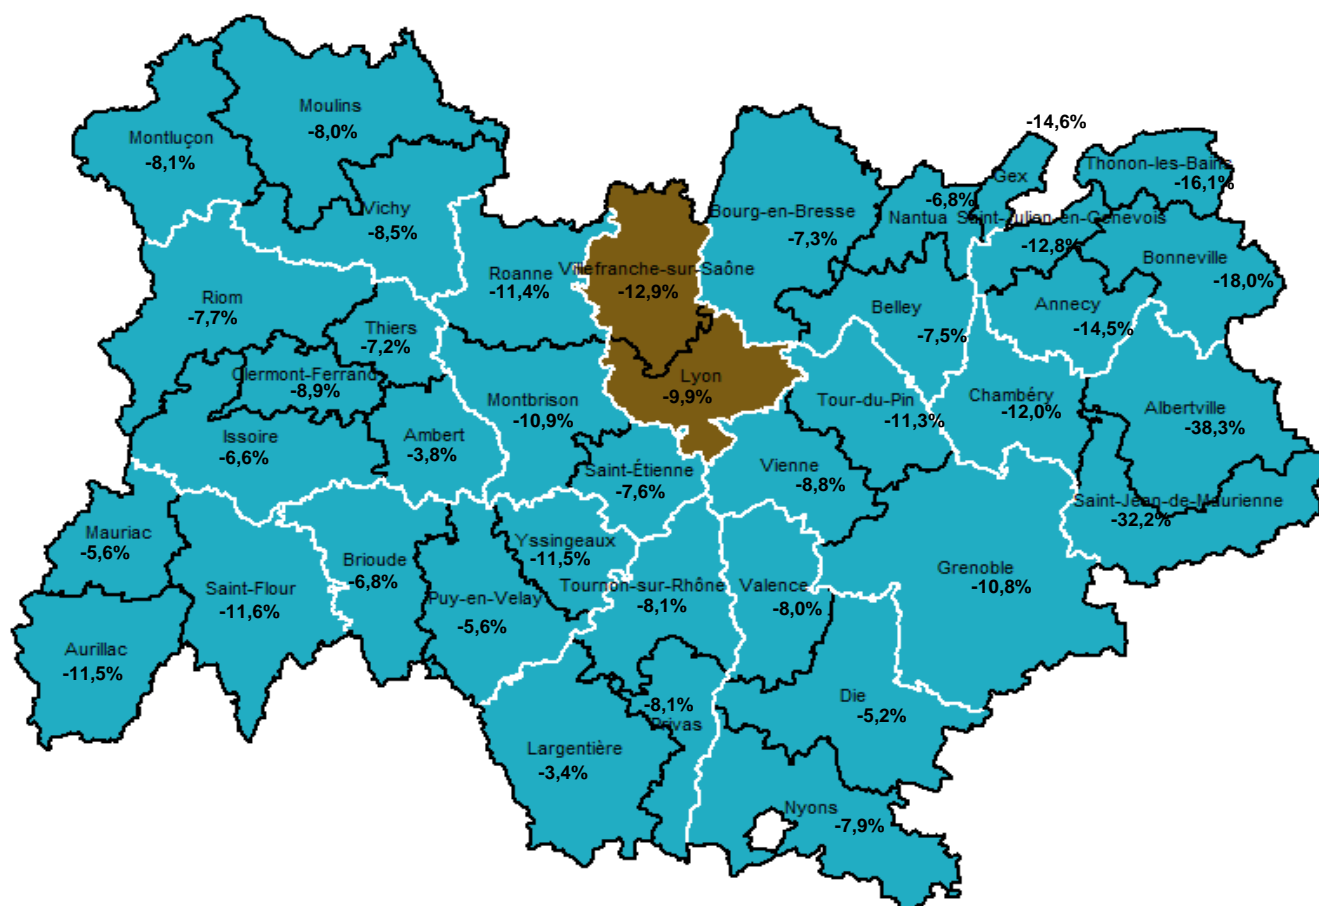 Moulins
-8,0%
Montluçon
-8,1%
Vichy
-8,5%
-14,6%
Gex
Thonon-les-Bains
-16,1%
Bourg-en-Bresse
-7,3%
-6,8%
Nantua
Saint-Julien-en-Genevois
-12,8%
Bonneville
-18,0%
Roanne
-11,4%
Villefranche-sur-Saône
-12,9%
Riom
-7,7%
Thiers
-7,2%
Belley
-7,5%
Annecy
-14,5%
Clermont-Ferrand
-8,9%
Montbrison
-10,9%
Lyon
-9,9%
Tour-du-Pin
-11,3%
Chambéry
-12,0%
Albertville
-38,3%
Issoire
-6,6%
Ambert
-3,8%
Saint-Étienne
-7,6%
Vienne
-8,8%
Saint-Jean-de-Maurienne
-32,2%
Mauriac
-5,6%
Saint-Flour
-11,6%
Brioude
-6,8%
Yssingeaux
-11,5%
Puy-en-Velay
-5,6%
Tournon-sur-Rhône
-8,1%
Valence
-8,0%
Grenoble
-10,8%
Aurillac
-11,5%
-8,1%
Privas
Die
-5,2%
Largentière
-3,4%
Nyons
-7,9%